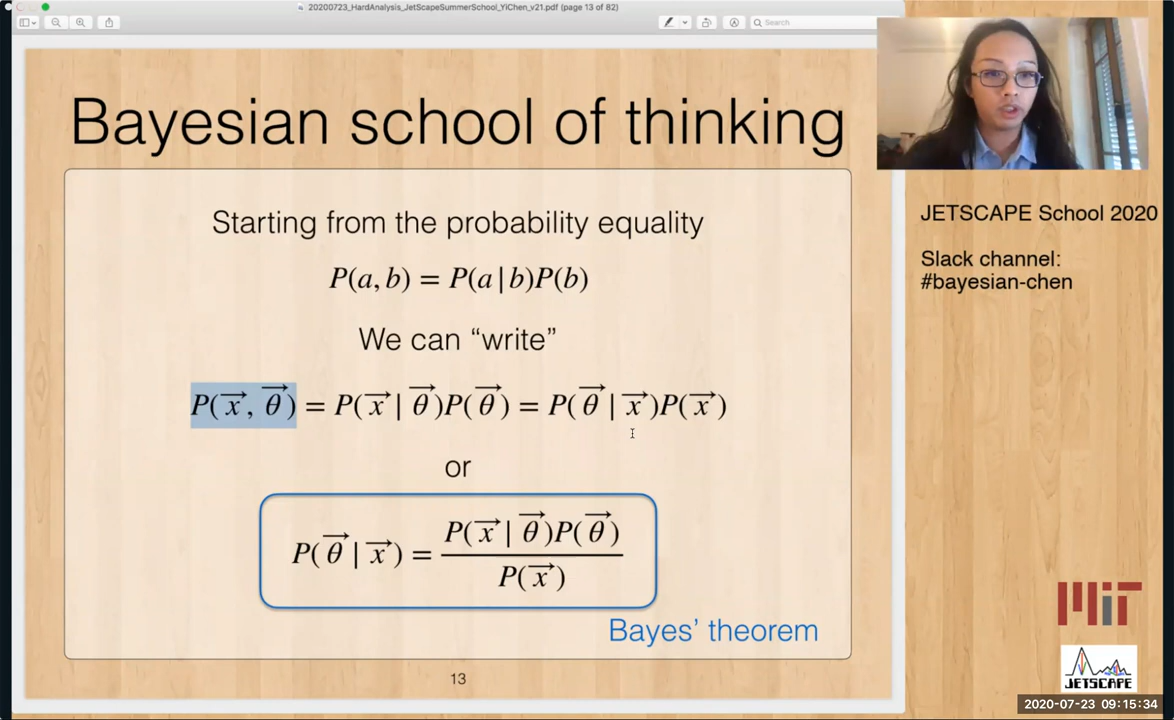 20200723_HardAnalysis_JetScapeSummerSchool_YiChen_v21.pdf (page 13 of 82)
Search
Bayesian school of thinking
Starting from the probability equality
P(a, b) = P(a | b)P(b)
We can “write”
P(x⃗, θ⃗) = P(x⃗ | θ⃗)P(θ⃗) = P(θ⃗ | x⃗)P(x⃗)
or
P(θ⃗ | x⃗) = P(x⃗ | θ⃗)P(θ⃗) / P(x⃗)
Bayes’ theorem
13
JETSCAPE School 2020
Slack channel:
#bayesian-chen
MIT
JETSCAPE
2020-07-23 09:15:34